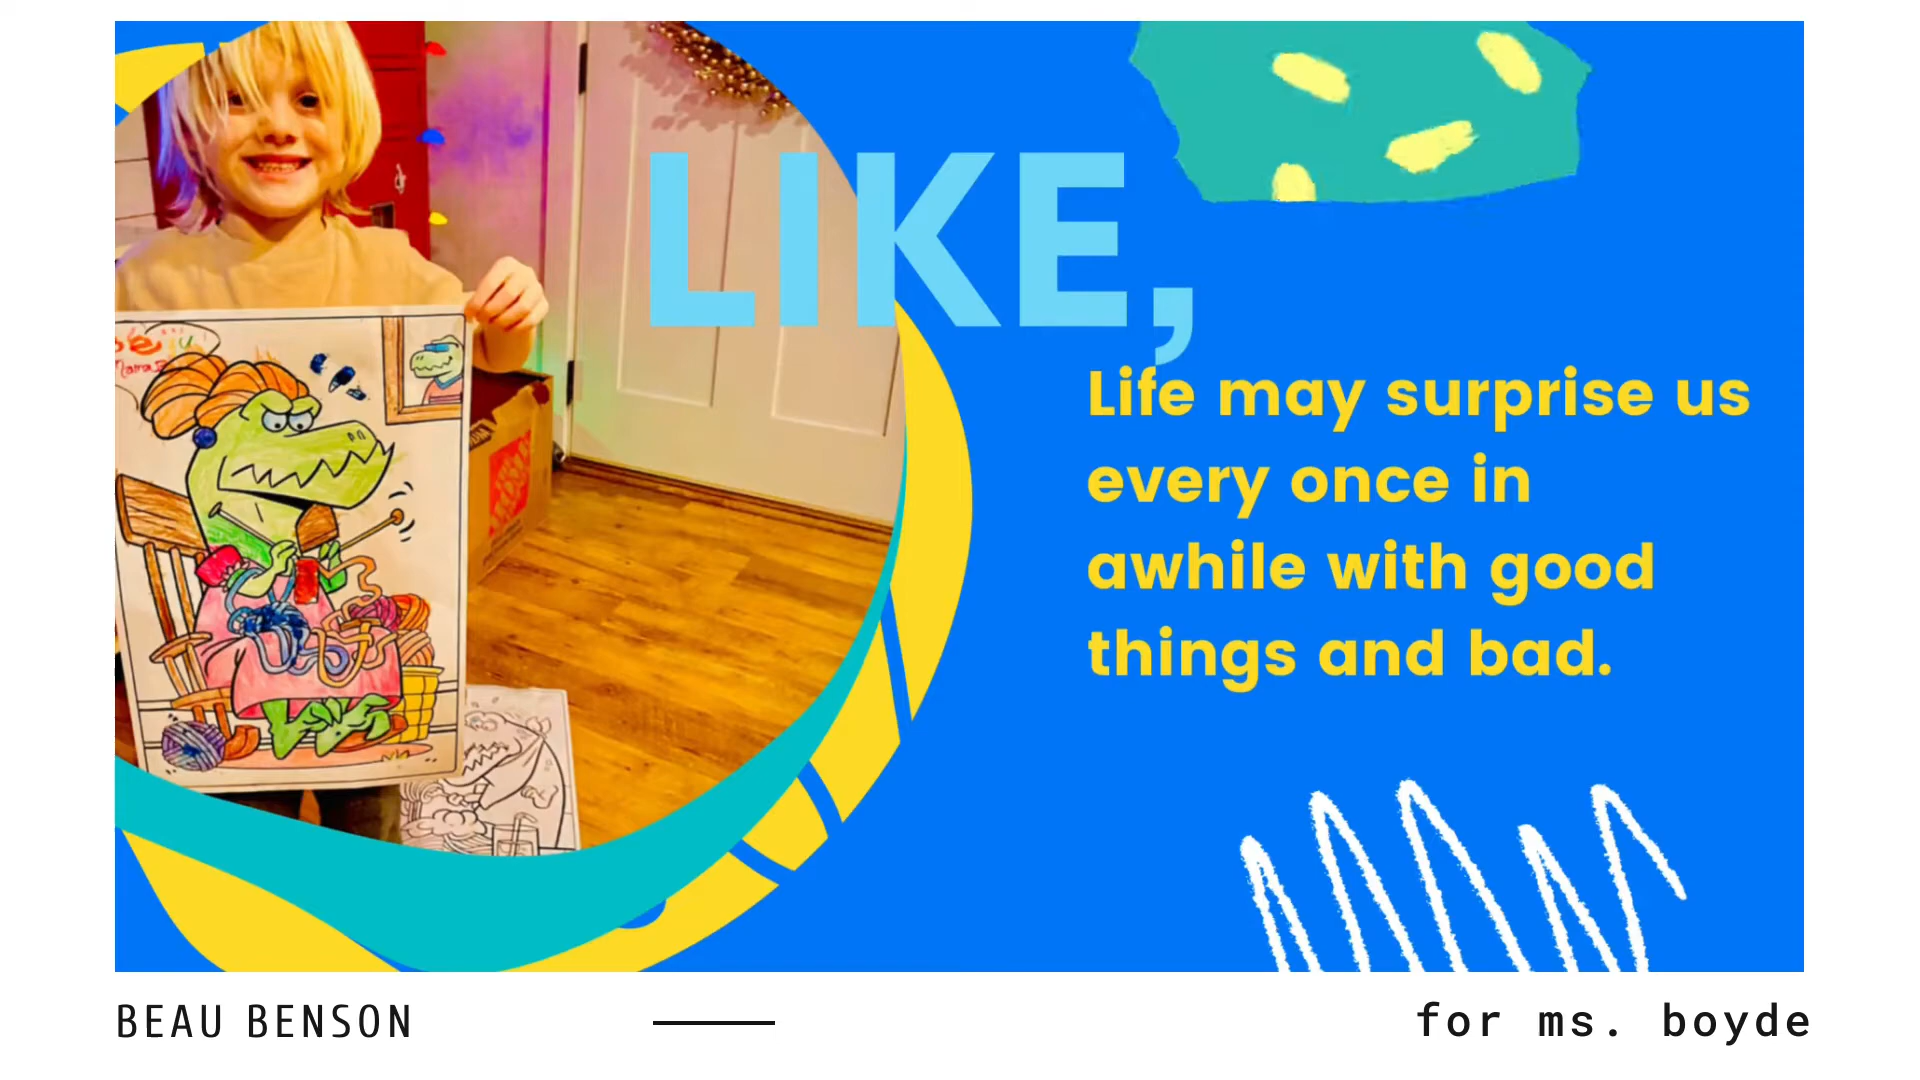 LIKE,
Life may surprise us
every once in
awhile with good
things and bad.
BEAU BENSON
for ms. boyde